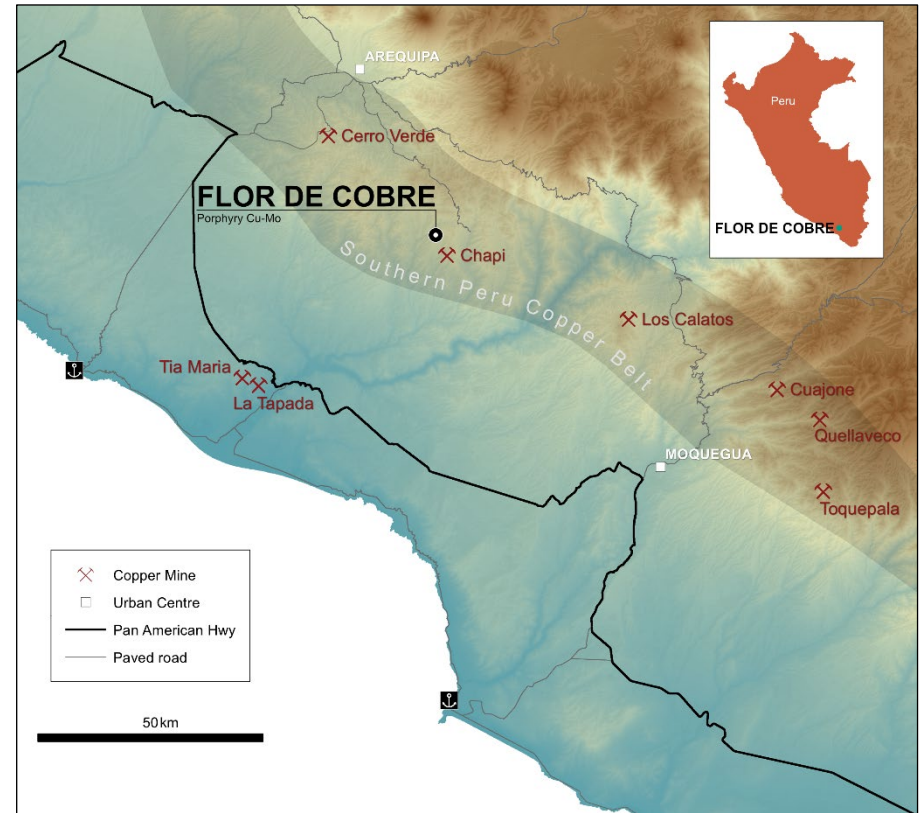 AREQUIPA
Peru
FLOR DE COBRE
Cerro Verde
FLOR DE COBRE
Porphyry Cu-Mo
Chapi
Southern Peru Copper Belt
Los Calatos
Tia Maria
La Tapada
Cuajone
Quellaveco
MOQUEGUA
Toquepala
Copper Mine
Urban Centre
Pan American Hwy
Paved road
50km